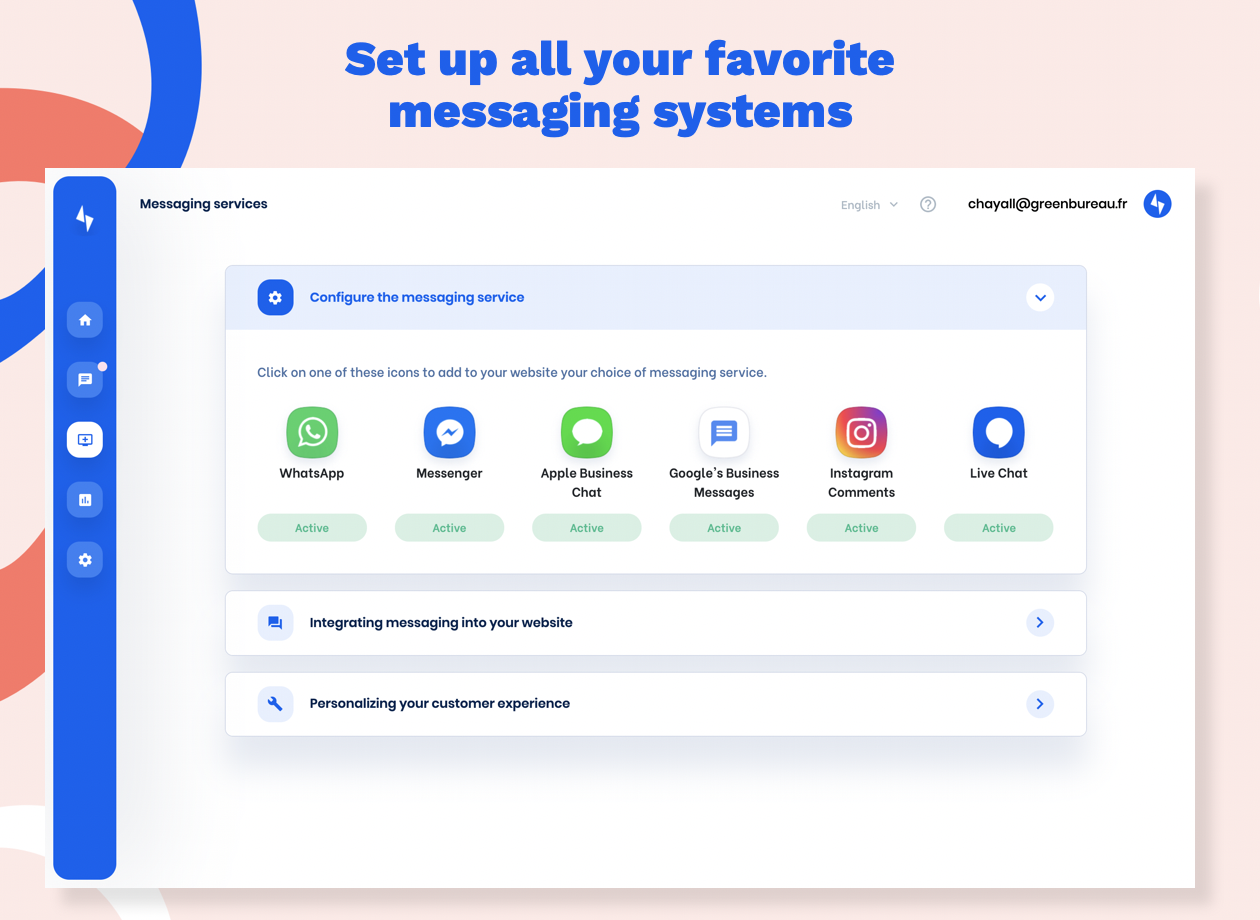 Set up all your favorite
messaging systems
Messaging services
English
chayall@greenbureau.fr
Configure the messaging service
Click on one of these icons to add to your website your choice of messaging service.
WhatsApp
Messenger
Apple Business
Chat
Google's Business
Messages
Instagram
Comments
Live Chat
Active
Active
Active
Active
Active
Active
Integrating messaging into your website
Personalizing your customer experience